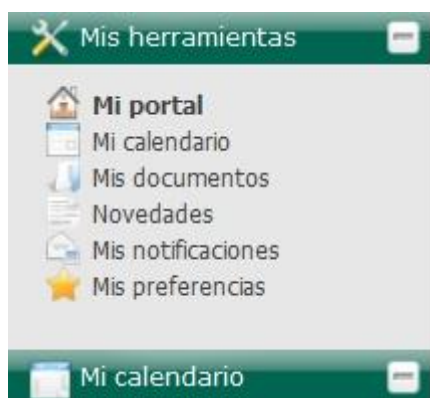 Mis herramientas
Mi portal
Mi calendario
Mis documentos
Novedades
Mis notificaciones
Mis preferencias
Mi calendario